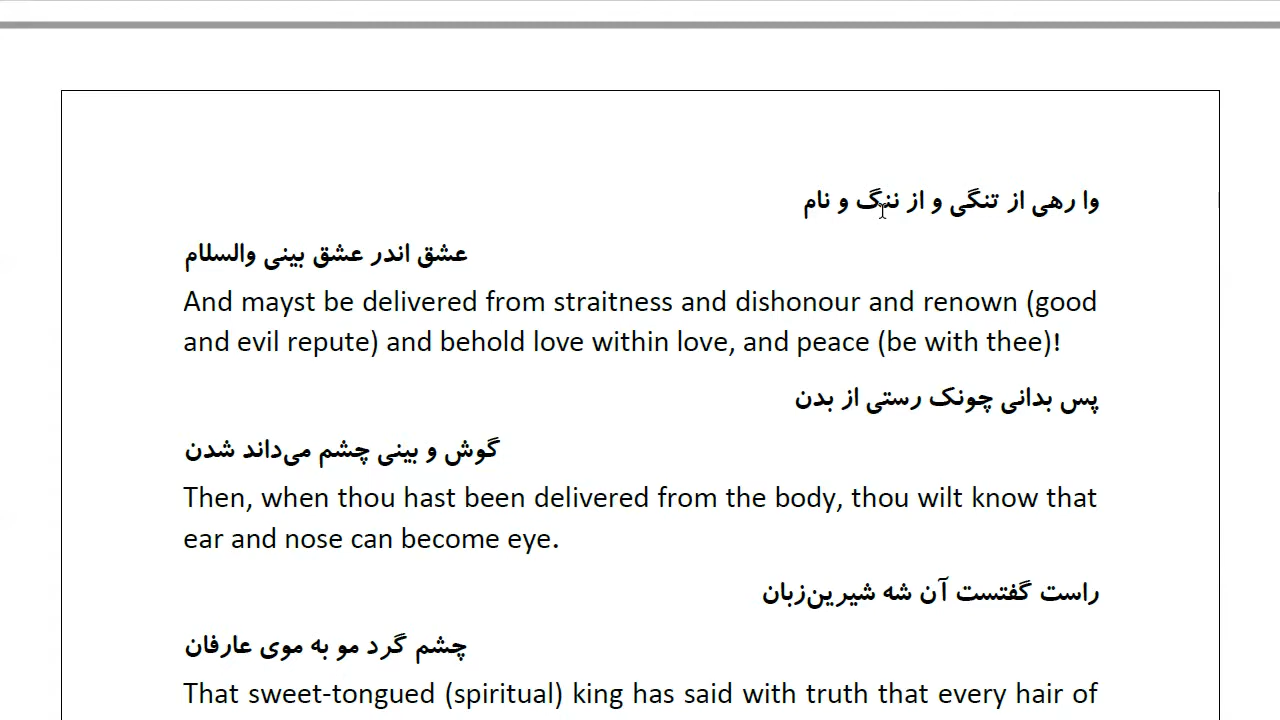 وا رهی از تنگی و از ننگ و نام
عشق اندر عشق بینی والسلام
And mayst be delivered from straitness and dishonour and renown (good
and evil repute) and behold love within love, and peace (be with thee)!
پس بدانی چونک رستی از بدن
گوش و بینی چشم می‌داند شدن
Then, when thou hast been delivered from the body, thou wilt know that
ear and nose can become eye.
راست گفتست آن شه شیرین‌زبان
چشم گرد مو به موی عارفان
That sweet-tongued (spiritual) king has said with truth that every hair of